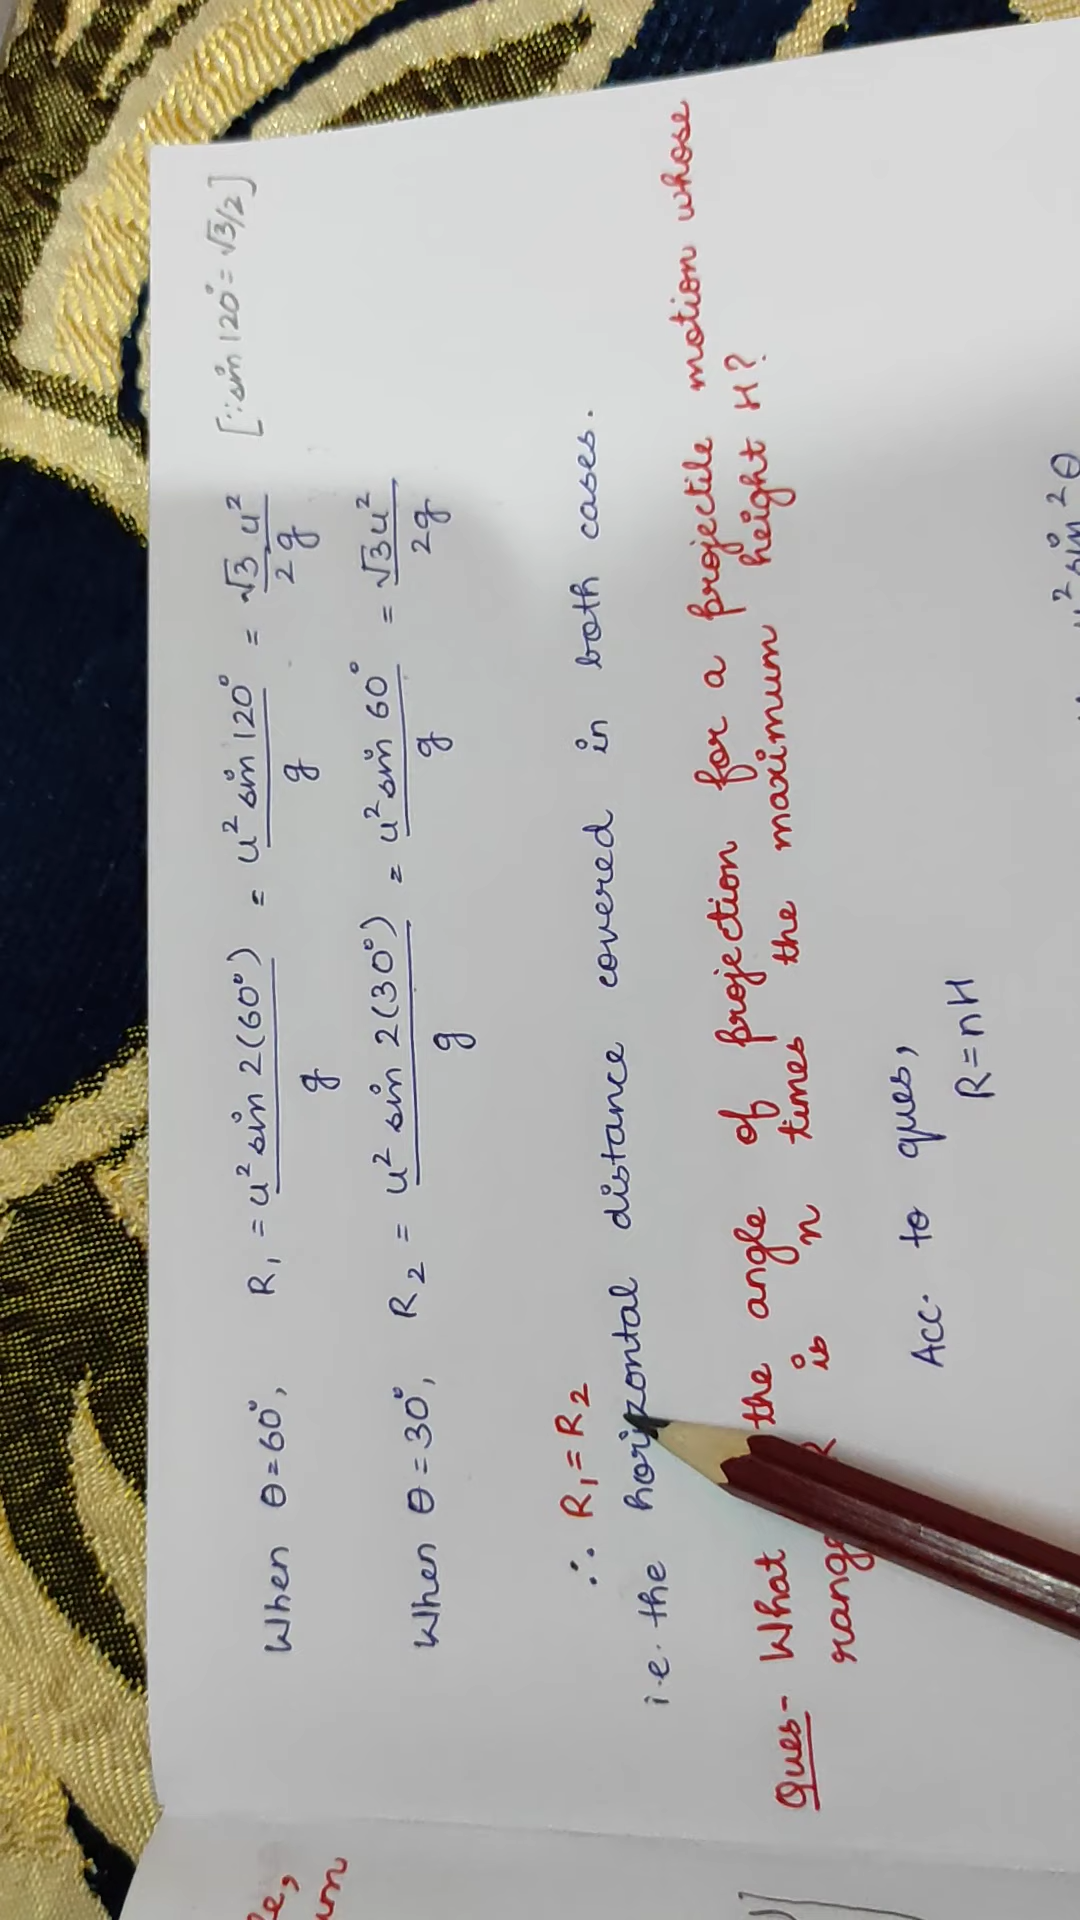 When θ=60°, R₁ = u² sin 2(60°)/g = u² sin 120°/g = √3 u²/2g [∵ sin 120° = √3/2]
When θ=30°, R₂ = u² sin 2(30°)/g = u² sin 60°/g = √3u²/2g
∴ R₁=R₂
i.e. the horizontal distance covered in both cases.
Ques- What the angle of projection for a projectile motion whose
range R is n times the maximum height H?
Acc. to ques,
R=nH
u² sin²θ